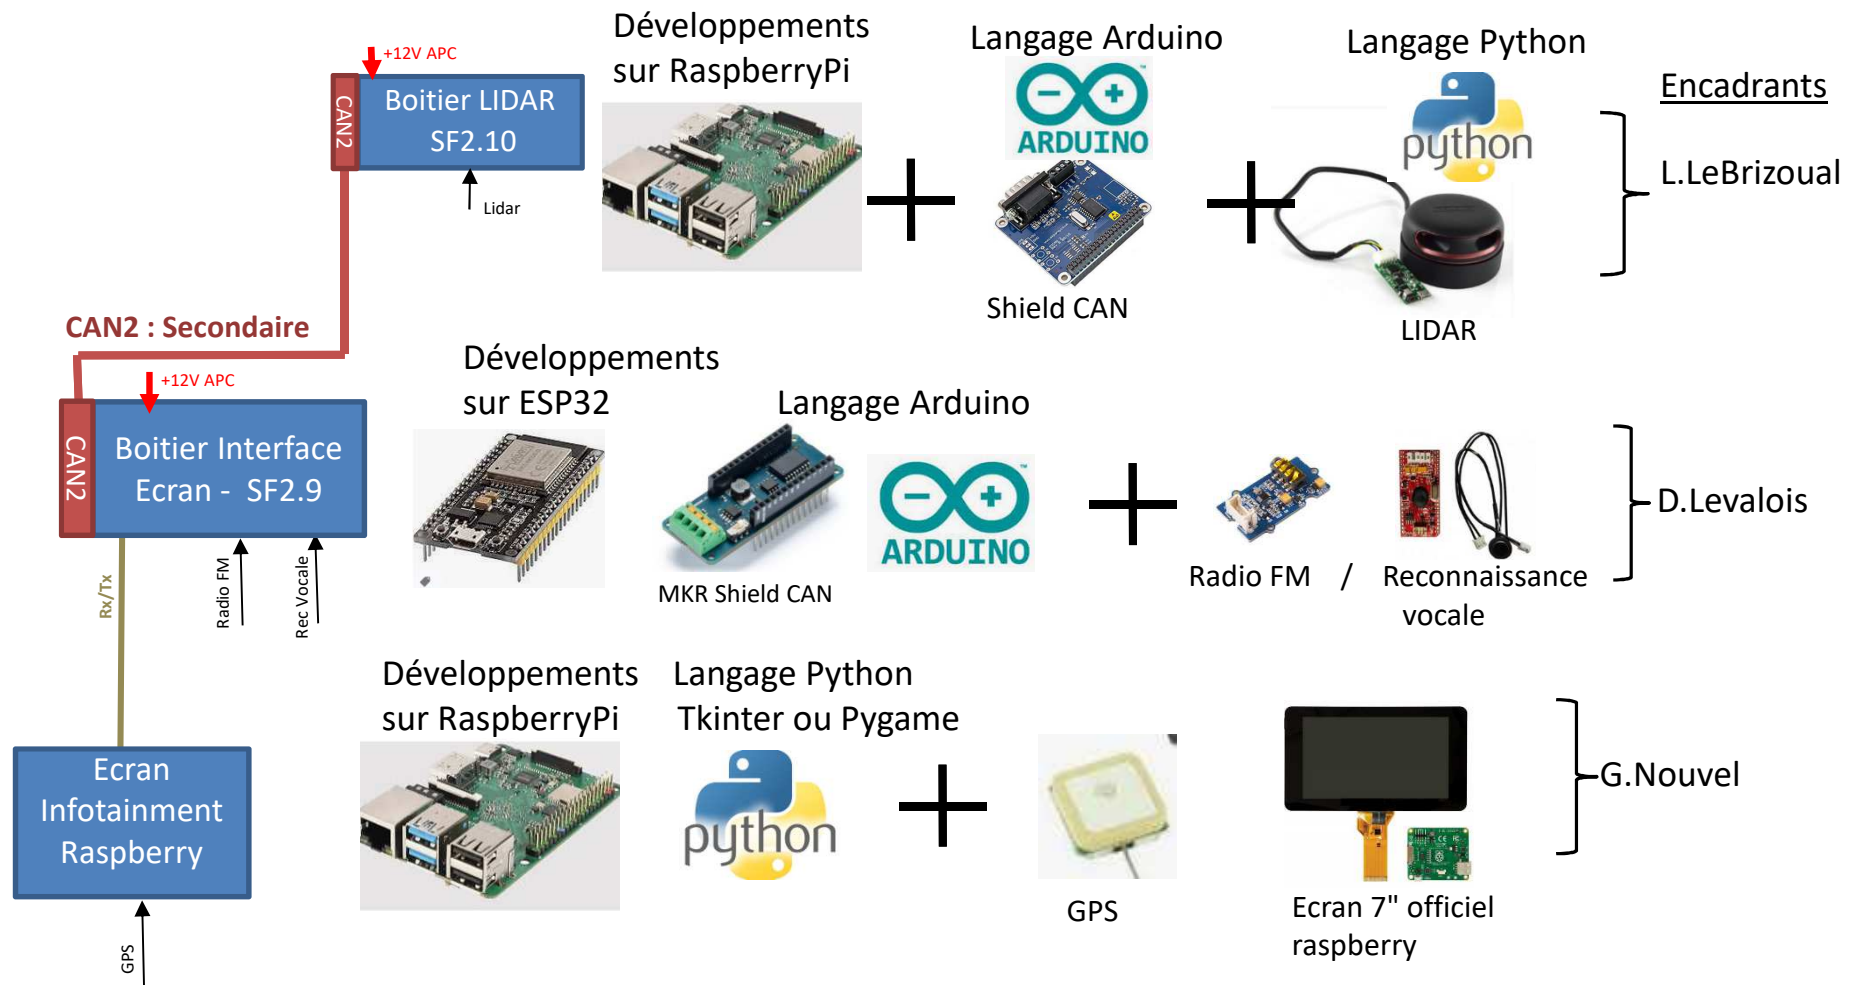 Développements
sur RaspberryPi
Langage Arduino
Langage Python
Encadrants
+12V APC
CAN2
Boitier LIDAR
SF2.10
Lidar
ARDUINO
python
L.LeBrizoual
Shield CAN
LIDAR
CAN2 : Secondaire
+12V APC
CAN2
Boitier Interface
Ecran - SF2.9
Rx/Tx
Radio FM
Rec Vocale
Développements
sur ESP32
Langage Arduino
MKR Shield CAN
ARDUINO
Radio FM / Reconnaissance
vocale
D.Levalois
Développements
sur RaspberryPi
Langage Python
Tkinter ou Pygame
Ecran
Infotainment
Raspberry
GPS
python
GPS
Ecran 7" officiel
raspberry
G.Nouvel